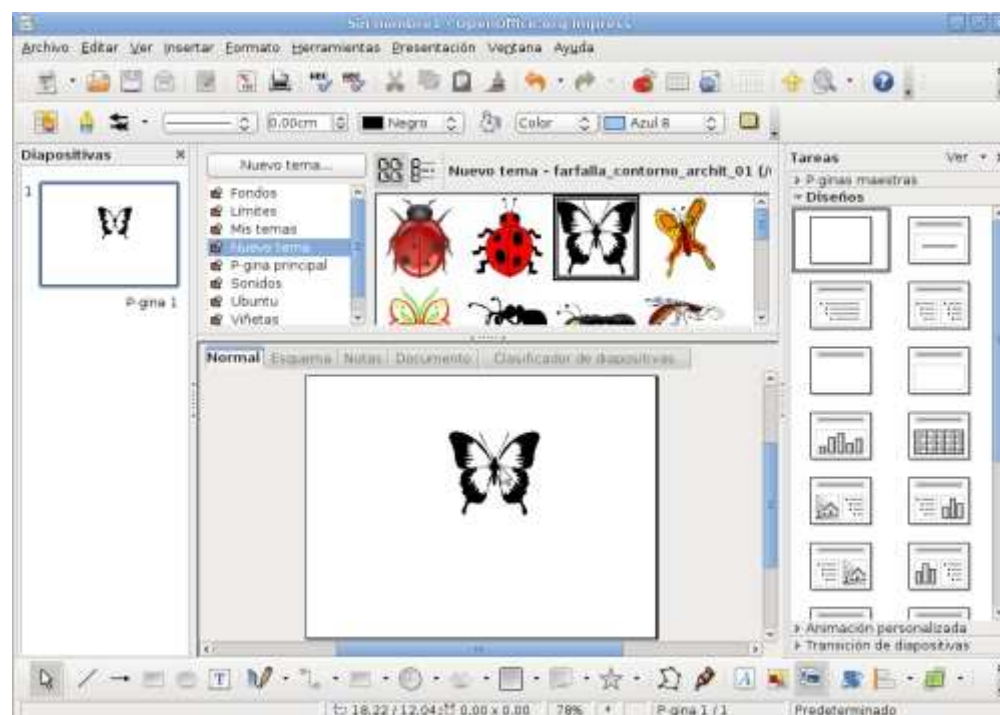 Sin nombre1 - OpenOffice.org Impress
Archivo Editar Ver Insertar Formato Herramientas Presentación Ventana Ayuda
0.00cm Negro Color Azul 8
Diapositivas
1
P-gina 1
Nuevo tema...
Fondos
Límites
Mis temas
Nuevo tema
P-gina principal
Sonidos
Ubuntu
Viñetas
Nuevo tema - farfalla_contorno_archit_01 (/
Normal Esquema Notas Documento Clasificador de diapositivas
Tareas Ver
P-ginas maestras
Diseños
Animación personalizada
Transición de diapositivas
18.22 / 12.04 0.00 x 0.00 78% * P-gina 1 / 1 Predeterminado